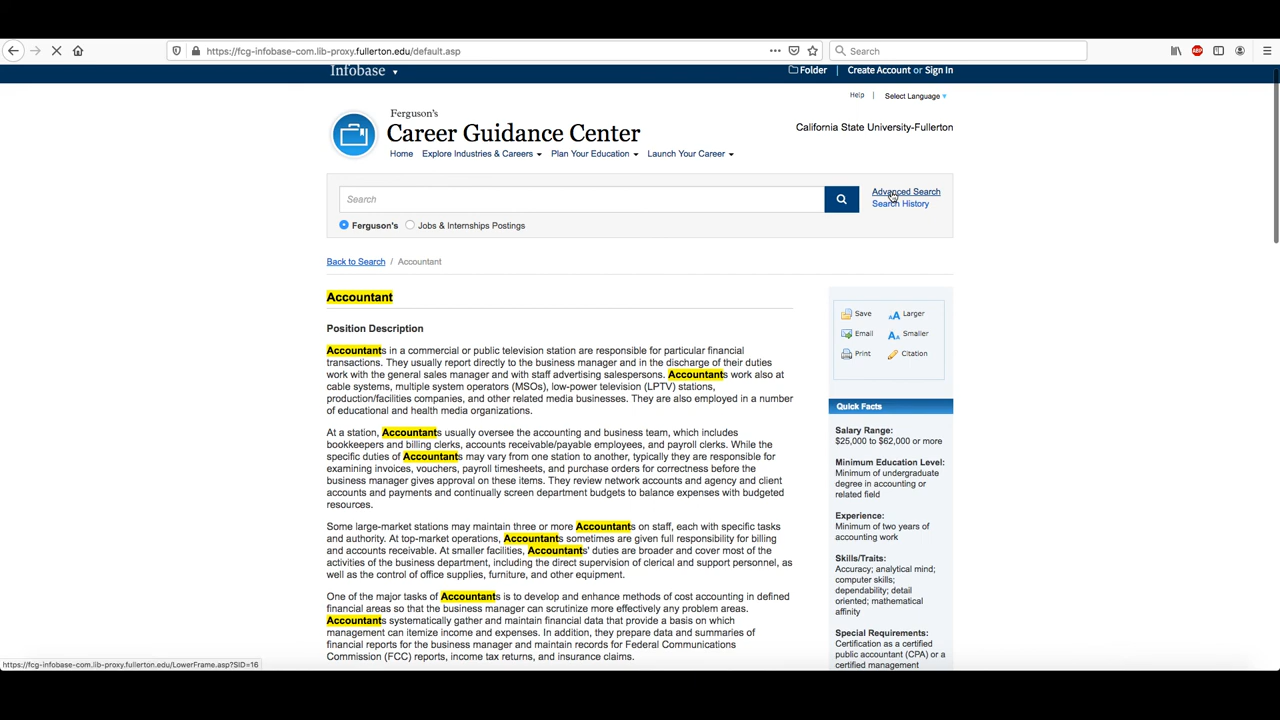 https://fcg-infobase-com.lib-proxy.fullerton.edu/default.asp
Search
Infobase
Folder | Create Account or Sign In
Help | Select Language
Ferguson's
Career Guidance Center
California State University-Fullerton
Home Explore Industries & Careers Plan Your Education Launch Your Career
Search
Advanced Search
Search History
Ferguson's Jobs & Internships Postings
Back to Search / Accountant
Accountant
Position Description
Accountants in a commercial or public television station are responsible for particular financial
transactions. They usually report directly to the business manager and in the discharge of their duties
work with the general sales manager and with staff advertising salespersons. Accountants work also at
cable systems, multiple system operators (MSOs), low-power television (LPTV) stations,
production/facilities companies, and other related media businesses. They are also employed in a number
of educational and health media organizations.
At a station, Accountants usually oversee the accounting and business team, which includes
bookkeepers and billing clerks, accounts receivable/payable employees, and payroll clerks. While the
specific duties of Accountants may vary from one station to another, typically they are responsible for
examining invoices, vouchers, payroll timesheets, and purchase orders for correctness before the
business manager gives approval on these items. They review network accounts and agency and client
accounts and payments and continually screen department budgets to balance expenses with budgeted
resources.
Some large-market stations may maintain three or more Accountants on staff, each with specific tasks
and authority. At top-market operations, Accountants sometimes are given full responsibility for billing
and accounts receivable. At smaller facilities, Accountants' duties are broader and cover most of the
activities of the business department, including the direct supervision of clerical and support personnel, as
well as the control of office supplies, furniture, and other equipment.
One of the major tasks of Accountants is to develop and enhance methods of cost accounting in defined
financial areas so that the business manager can scrutinize more effectively any problem areas.
Accountants systematically gather and maintain financial data that provide a basis on which
management can itemize income and expenses. In addition, they prepare data and summaries of
financial reports for the business manager and maintain records for Federal Communications
Commission (FCC) reports, income tax returns, and insurance claims.
Save Larger
Email Smaller
Print Citation
Quick Facts
Salary Range:
$25,000 to $62,000 or more
Minimum Education Level:
Minimum of undergraduate
degree in accounting or
related field
Experience:
Minimum of two years of
accounting work
Skills/Traits:
Accuracy; analytical mind;
computer skills;
dependability; detail
oriented; mathematical
affinity
Special Requirements:
Certification as a certified
public accountant (CPA) or a
certified management
https://fcg-infobase-com.lib-proxy.fullerton.edu/LowerFrame.asp?SID=16